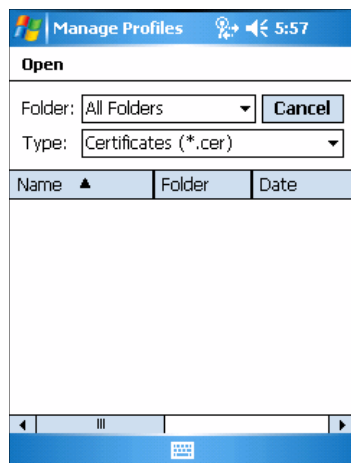 Manage Profiles 5:57
Open
Folder: All Folders Cancel
Type: Certificates (*.cer)
Name Folder Date